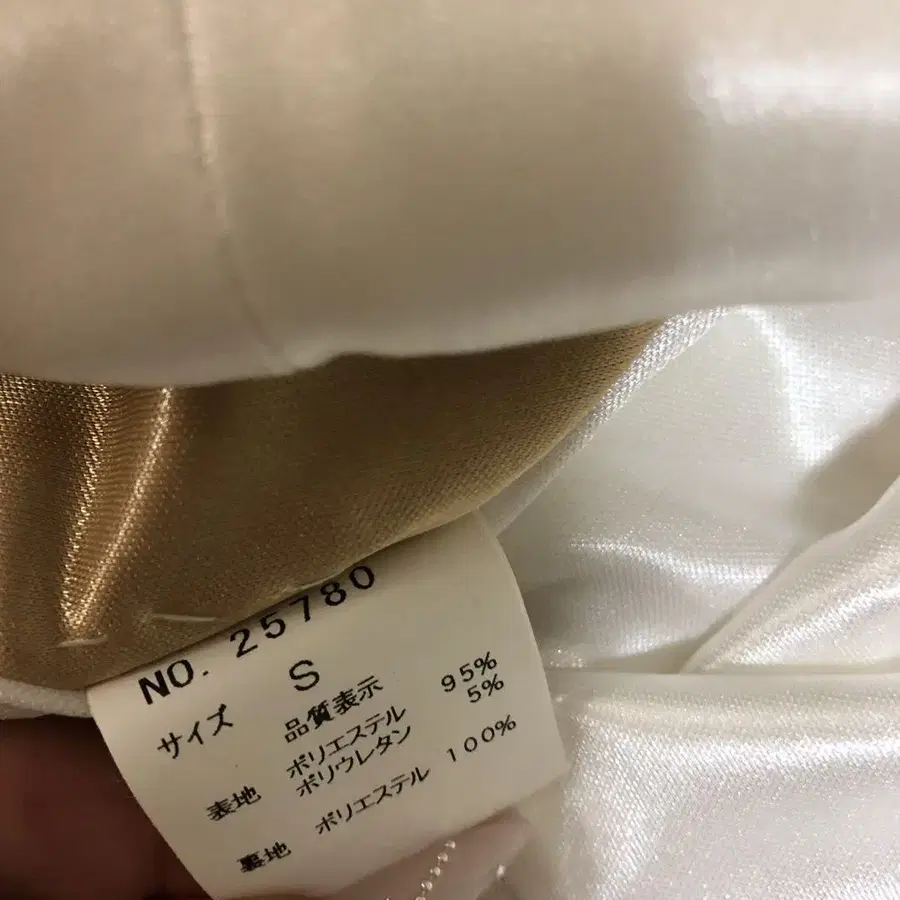 NO. 25780
サイズ S
品質表示
表地 ポリエステル 95%
ポリウレタン 5%
裏地 ポリエステル 100%